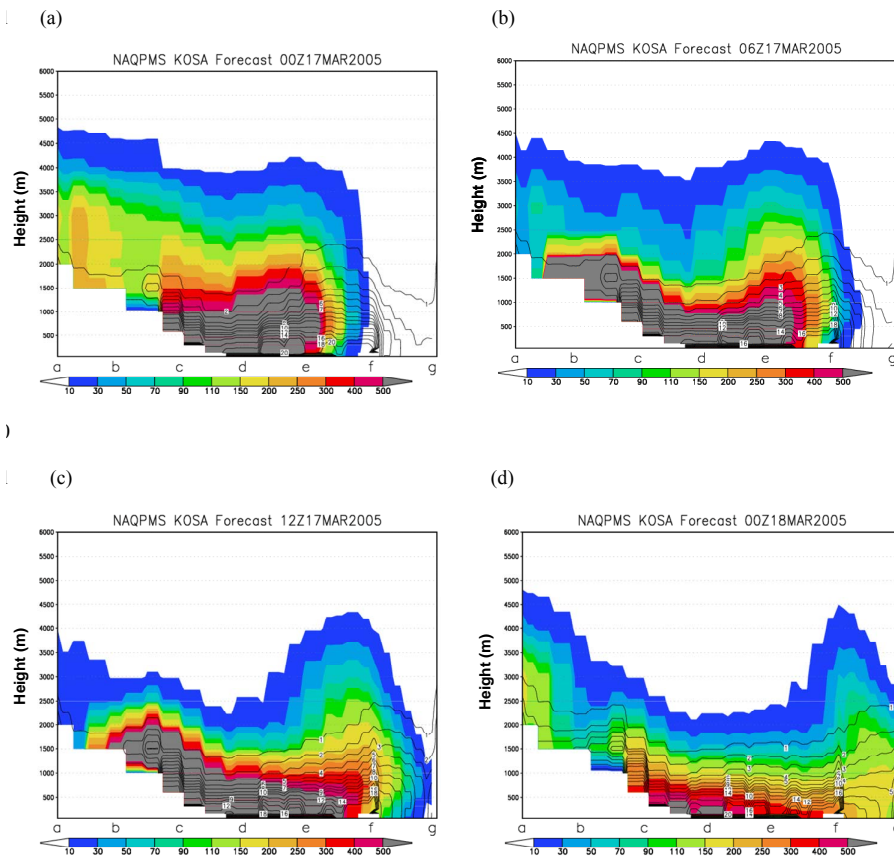 (a)
NAQPMS KOSA Forecast 00Z17MAR2005
Height (m)
6000
5500
5000
4500
4000
3500
3000
2500
2000
1500
1000
500
a b c d e f g
10 30 50 70 90 110 150 200 250 300 400 500
(b)
NAQPMS KOSA Forecast 06Z17MAR2005
Height (m)
6000
5500
5000
4500
4000
3500
3000
2500
2000
1500
1000
500
a b c d e f g
10 30 50 70 90 110 150 200 250 300 400 500
(c)
NAQPMS KOSA Forecast 12Z17MAR2005
Height (m)
6000
5500
5000
4500
4000
3500
3000
2500
2000
1500
1000
500
a b c d e f g
10 30 50 70 90 110 150 200 250 300 400 500
(d)
NAQPMS KOSA Forecast 00Z18MAR2005
Height (m)
6000
5500
5000
4500
4000
3500
3000
2500
2000
1500
1000
500
a b c d e f
10 30 50 70 90 110 150 200 250 300 400 500